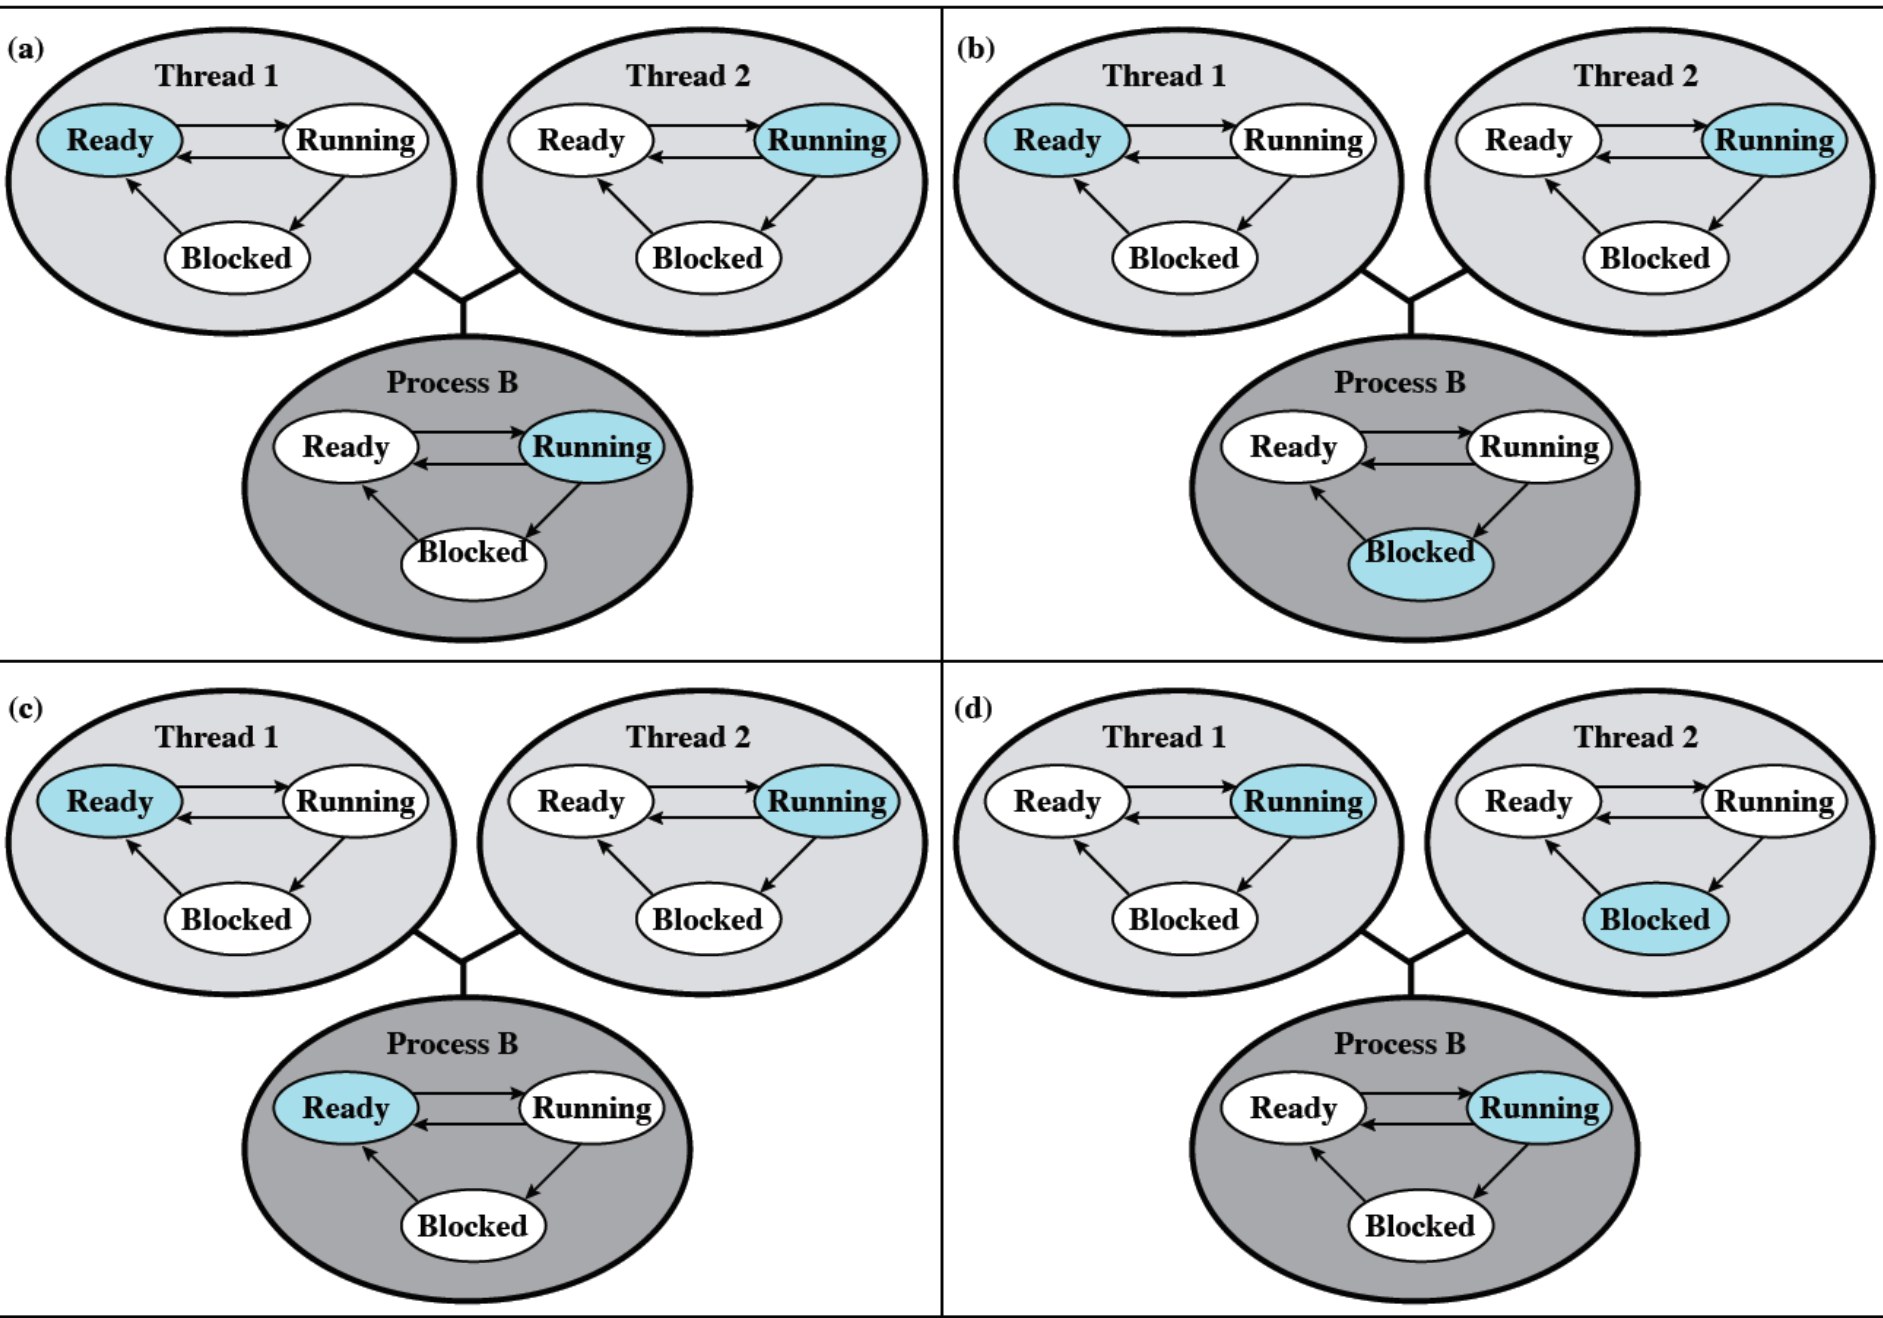 (a)
Thread 1
Ready Running
Blocked
Thread 2
Ready Running
Blocked
Process B
Ready Running
Blocked
(b)
Thread 1
Ready Running
Blocked
Thread 2
Ready Running
Blocked
Process B
Ready Running
Blocked
(c)
Thread 1
Ready Running
Blocked
Thread 2
Ready Running
Blocked
Process B
Ready Running
Blocked
(d)
Thread 1
Ready Running
Blocked
Thread 2
Ready Running
Blocked
Process B
Ready Running
Blocked